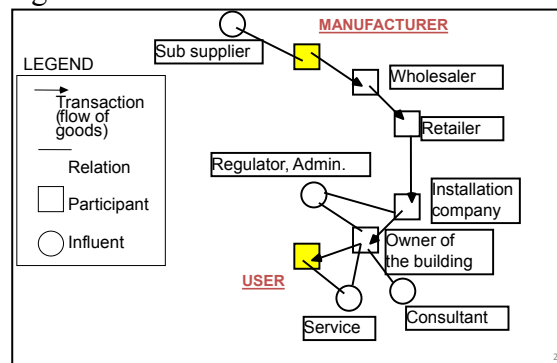 MANUFACTURER
Sub supplier
LEGEND
Wholesaler
Transaction
(flow of
goods)
Retailer
Relation
Regulator, Admin.
Participant
Installation
company
Influent
Owner of
the building
USER
Service
Consultant
2